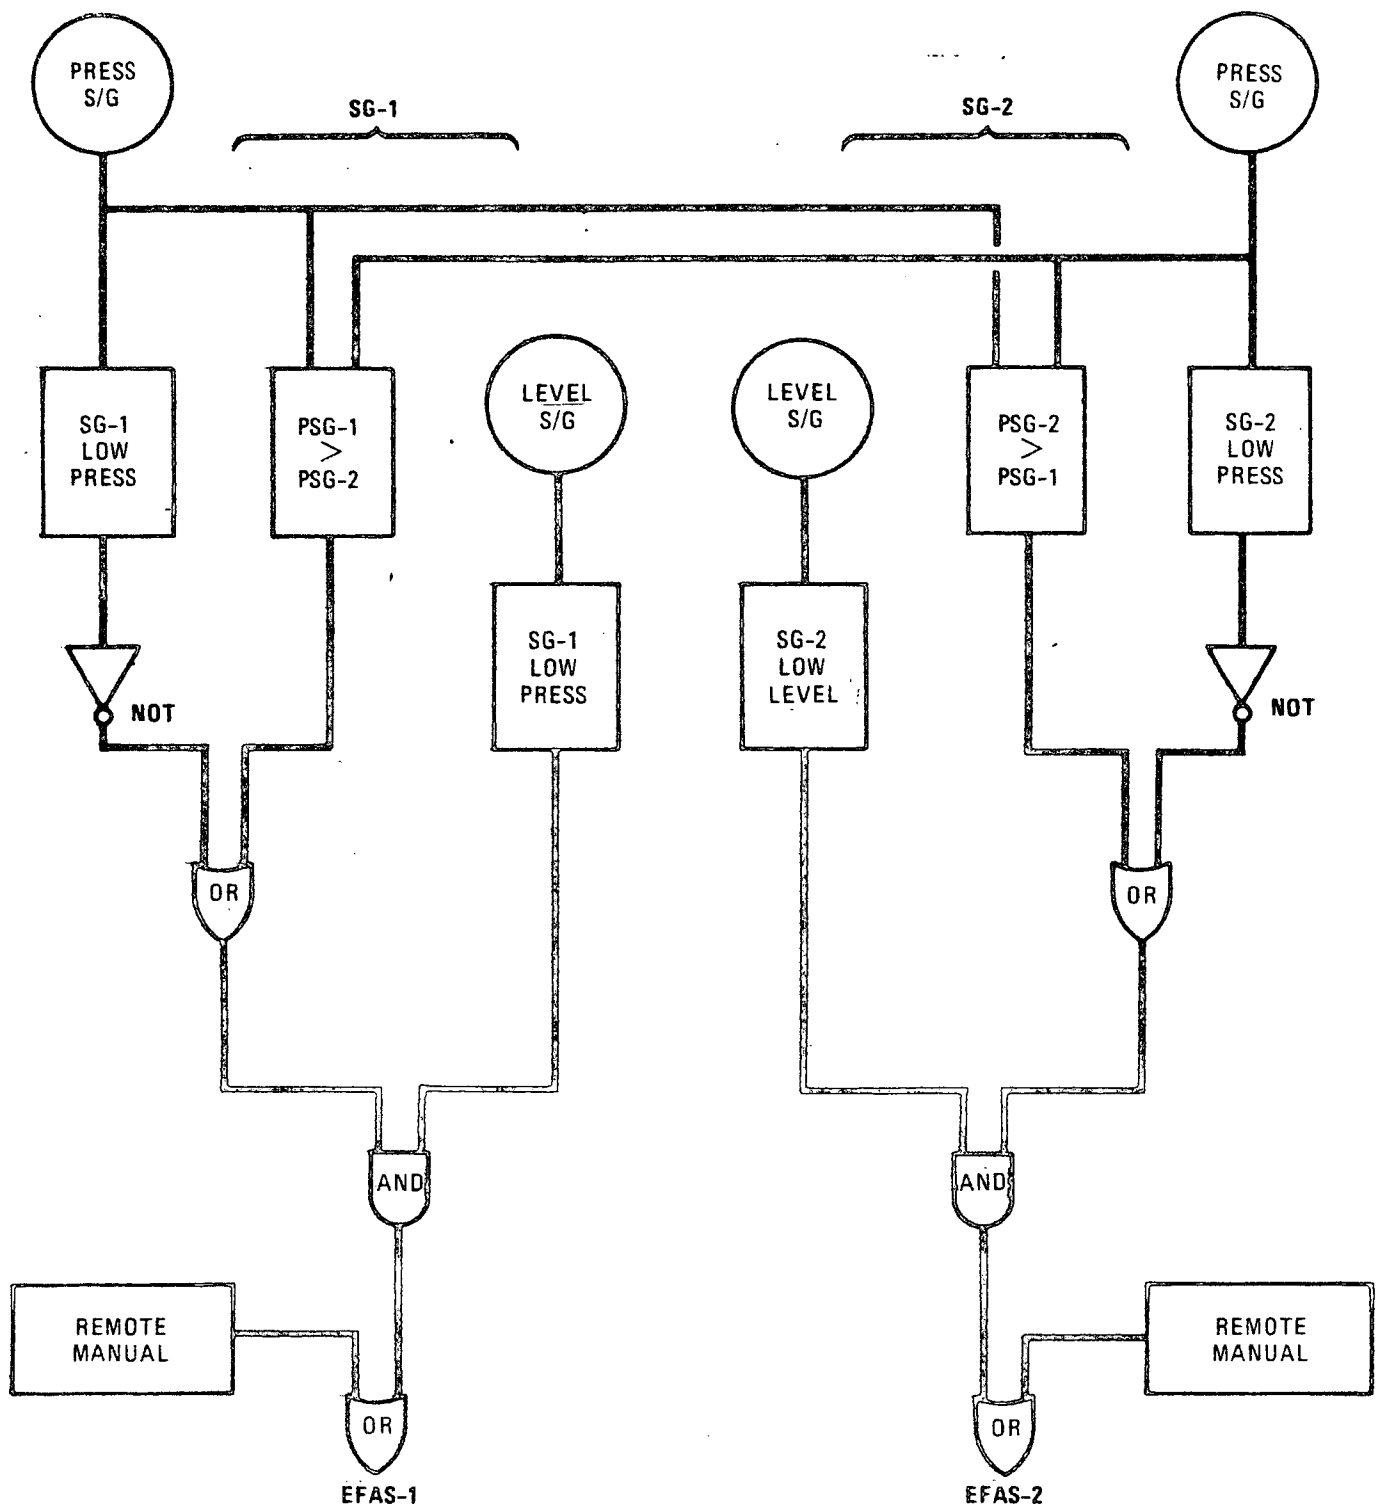 PRESS
S/G
PRESS
S/G
SG-1
SG-2
SG-1
LOW
PRESS
PSG-1
>
PSG-2
LEVEL
S/G
LEVEL
S/G
PSG-2
>
PSG-1
SG-2
LOW
PRESS
SG-1
LOW
PRESS
SG-2
LOW
LEVEL
NOT
NOT
OR
OR
AND
AND
REMOTE
MANUAL
REMOTE
MANUAL
OR
OR
EFAS-1
EFAS-2